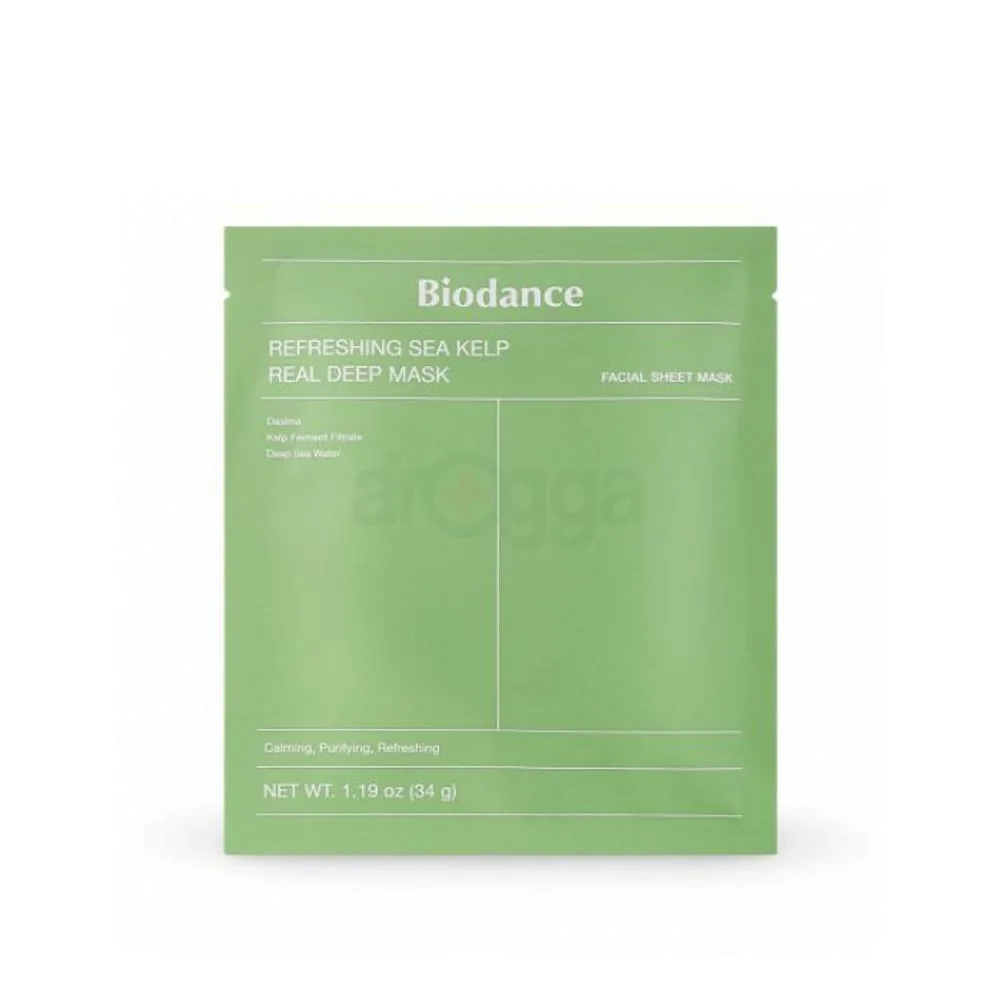 Biodance
REFRESHING SEA KELP
REAL DEEP MASK
FACIAL SHEET MASK
Dasima
Kelp Ferment Filtrate
Deep Sea Water
arogga
Calming, Purifying, Refreshing
NET WT. 1.19 oz (34 g)